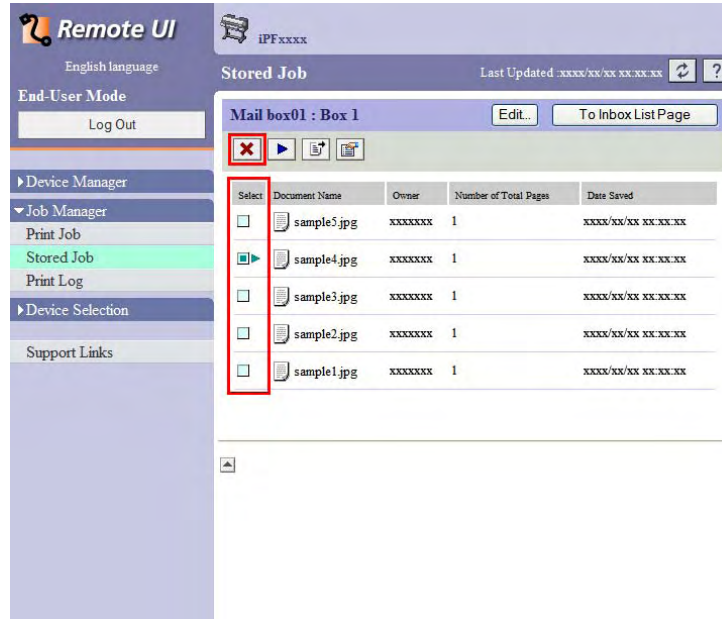 Remote UI
English language
End-User Mode
Log Out
Device Manager
Job Manager
Print Job
Stored Job
Print Log
Device Selection
Support Links
iPFxxxx
Stored Job
Last Updated :xxxx/xx/xx xx:xx:xx
?
Mail box01 : Box 1
Edit...
To Inbox List Page
Select Document Name Owner Number of Total Pages Date Saved
sample5.jpg xxxxxxx 1 xxxx/xx/xx xx:xx:xx
sample4.jpg xxxxxxx 1 xxxx/xx/xx xx:xx:xx
sample3.jpg xxxxxxx 1 xxxx/xx/xx xx:xx:xx
sample2.jpg xxxxxxx 1 xxxx/xx/xx xx:xx:xx
sample1.jpg xxxxxxx 1 xxxx/xx/xx xx:xx:xx